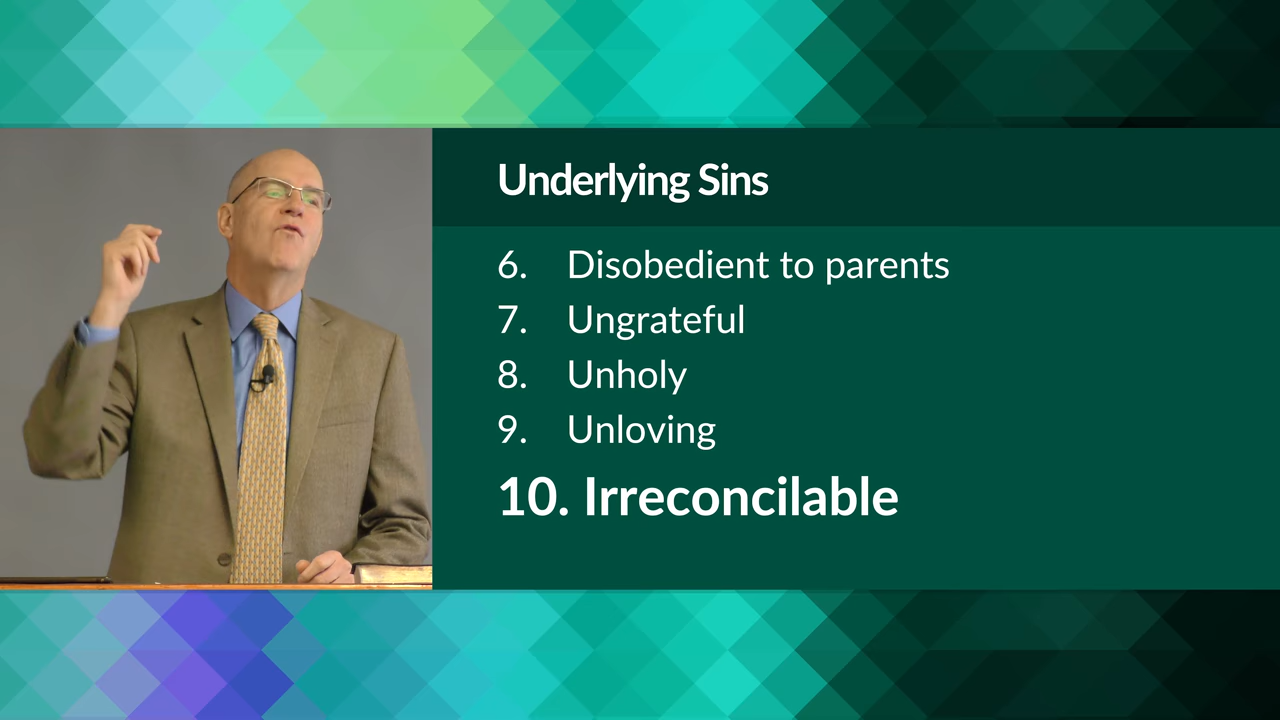 Underlying Sins
6. Disobedient to parents
7. Ungrateful
8. Unholy
9. Unloving
10. Irreconcilable